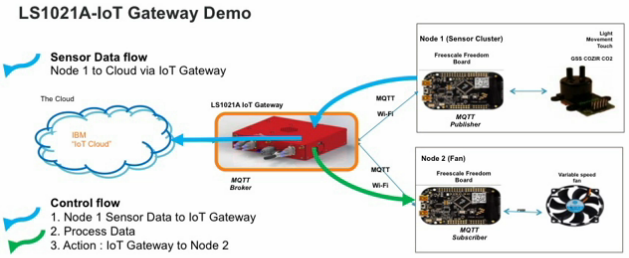 LS1021A-IoT Gateway Demo
Sensor Data flow
Node 1 to Cloud via IoT Gateway
The Cloud
IBM
"IoT Cloud"
LS1021A IoT Gateway
MQTT
Broker
MQTT
Wi-Fi
MQTT
Wi-Fi
Node 1 (Sensor Cluster)
Freescale Freedom
Board
MQTT
Publisher
Light
Movement
Touch
GSS COZIR CO2
Node 2 (Fan)
Freescale Freedom
Board
MQTT
Subscriber
Variable speed
fan
Control flow
1. Node 1 Sensor Data to IoT Gateway
2. Process Data
3. Action : IoT Gateway to Node 2